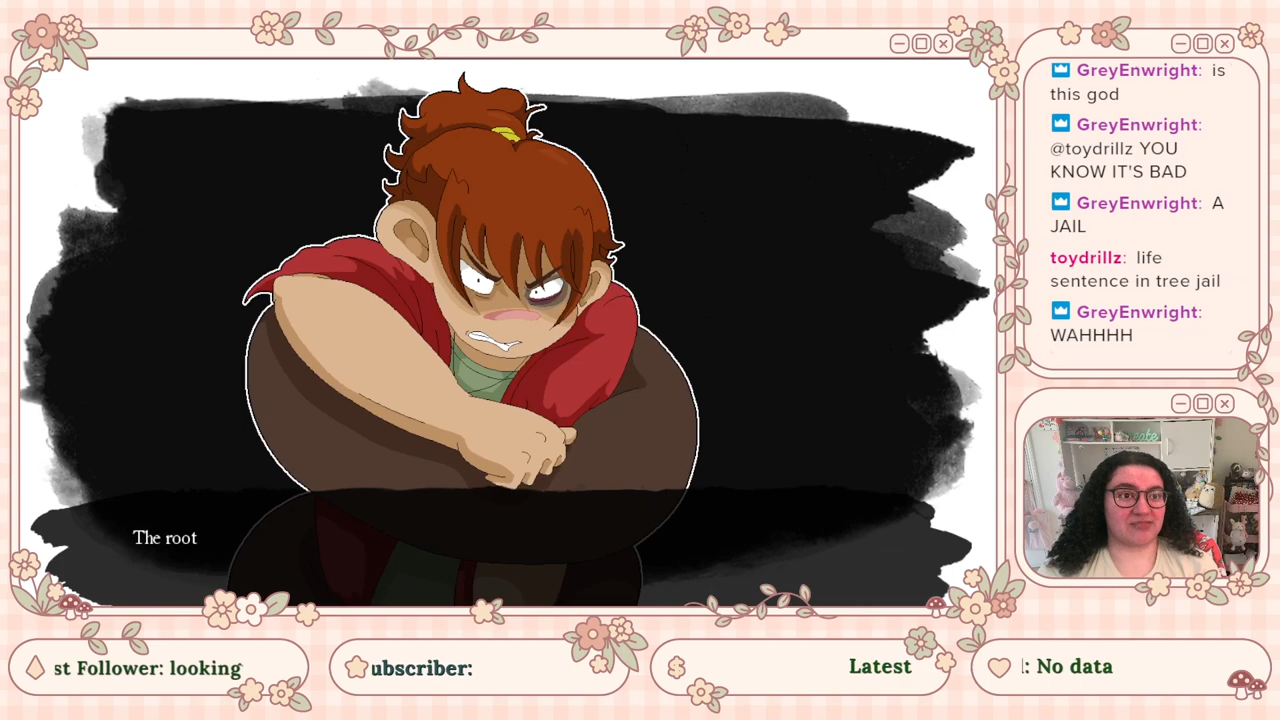 GreyEnwright: is
this god
GreyEnwright:
@toydrillz YOU
KNOW IT'S BAD
GreyEnwright: A
JAIL
toydrillz: life
sentence in tree jail
GreyEnwright:
WAHHHH
create
The root
st Follower: looking
ubscriber:
Latest
: No data